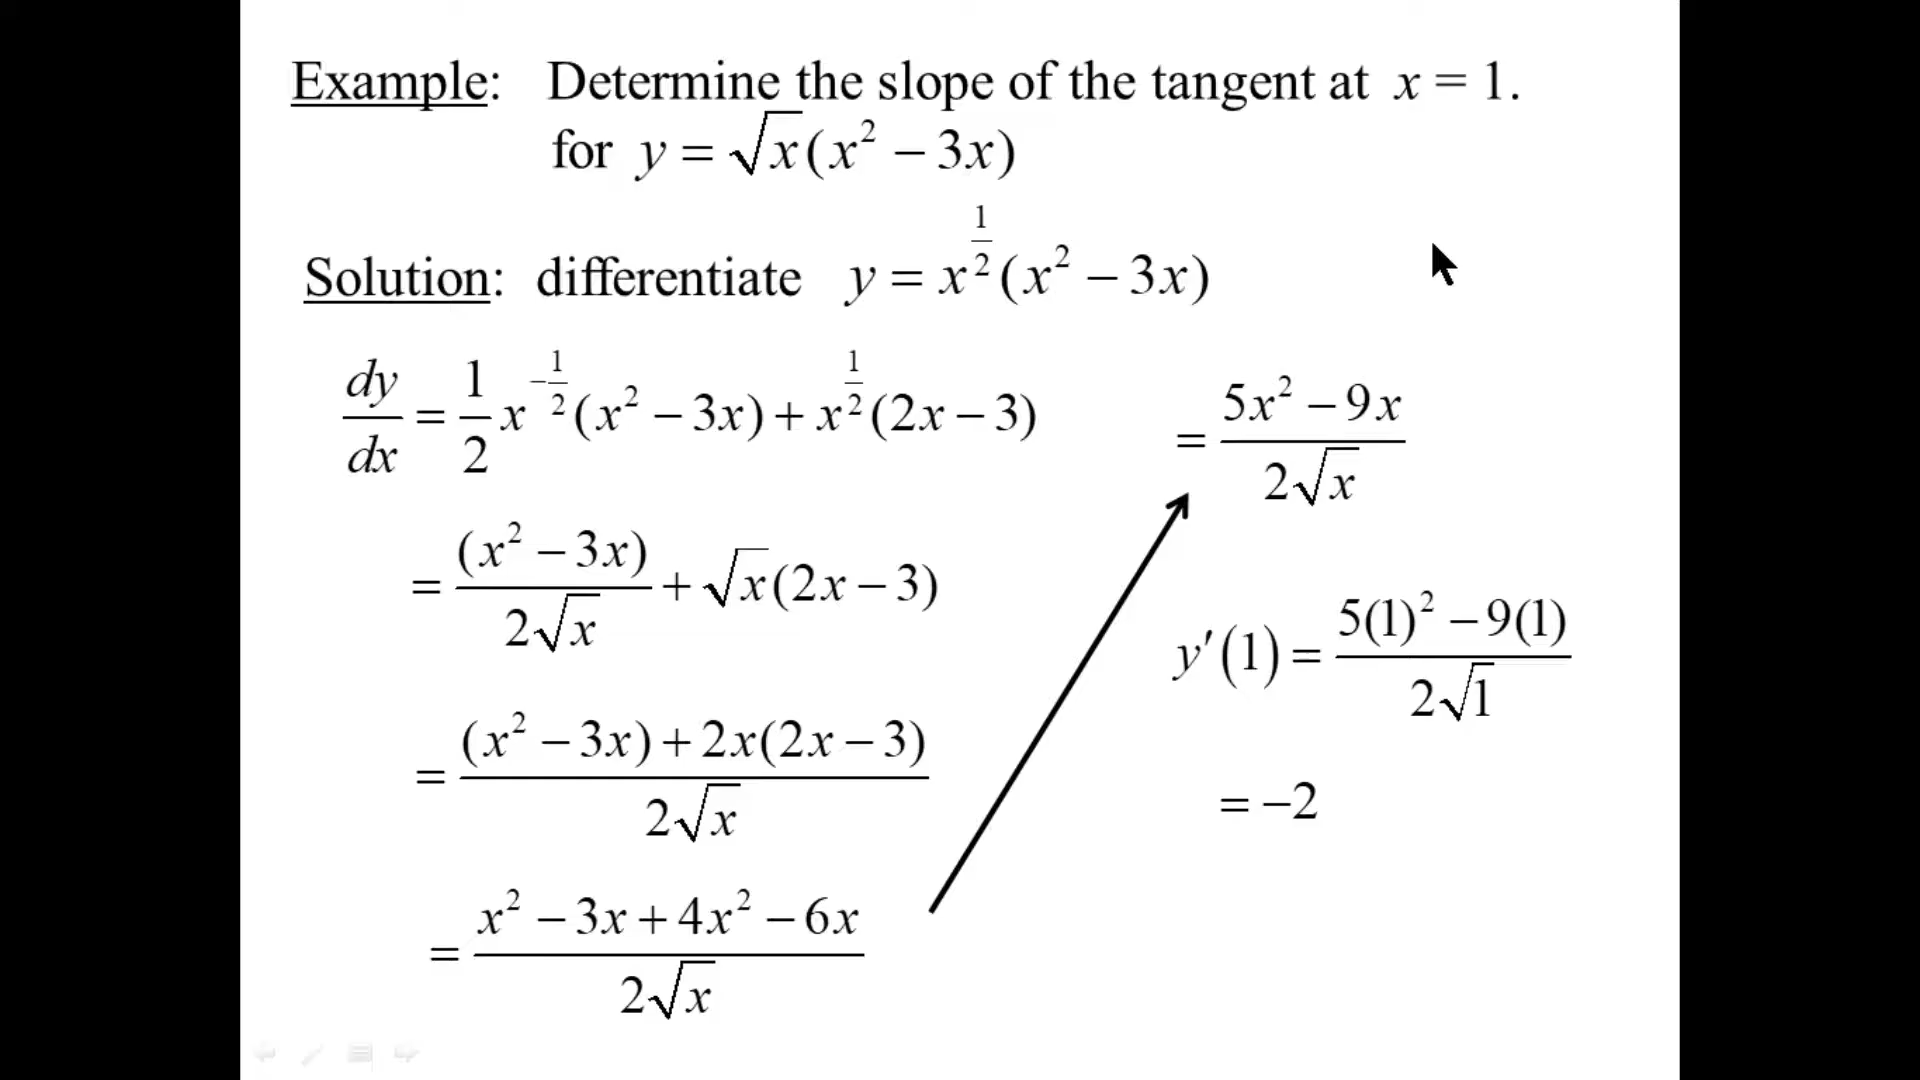 Example: Determine the slope of the tangent at x = 1.
for y = √x(x² − 3x)
Solution: differentiate y = x^(1/2)(x² − 3x)
dy/dx = 1/2 x^(−1/2)(x² − 3x) + x^(1/2)(2x − 3)
= (x² − 3x)/(2√x) + √x(2x − 3)
= ((x² − 3x) + 2x(2x − 3))/(2√x)
= (x² − 3x + 4x² − 6x)/(2√x)
= (5x² − 9x)/(2√x)
y′(1) = (5(1)² − 9(1))/(2√1)
= −2